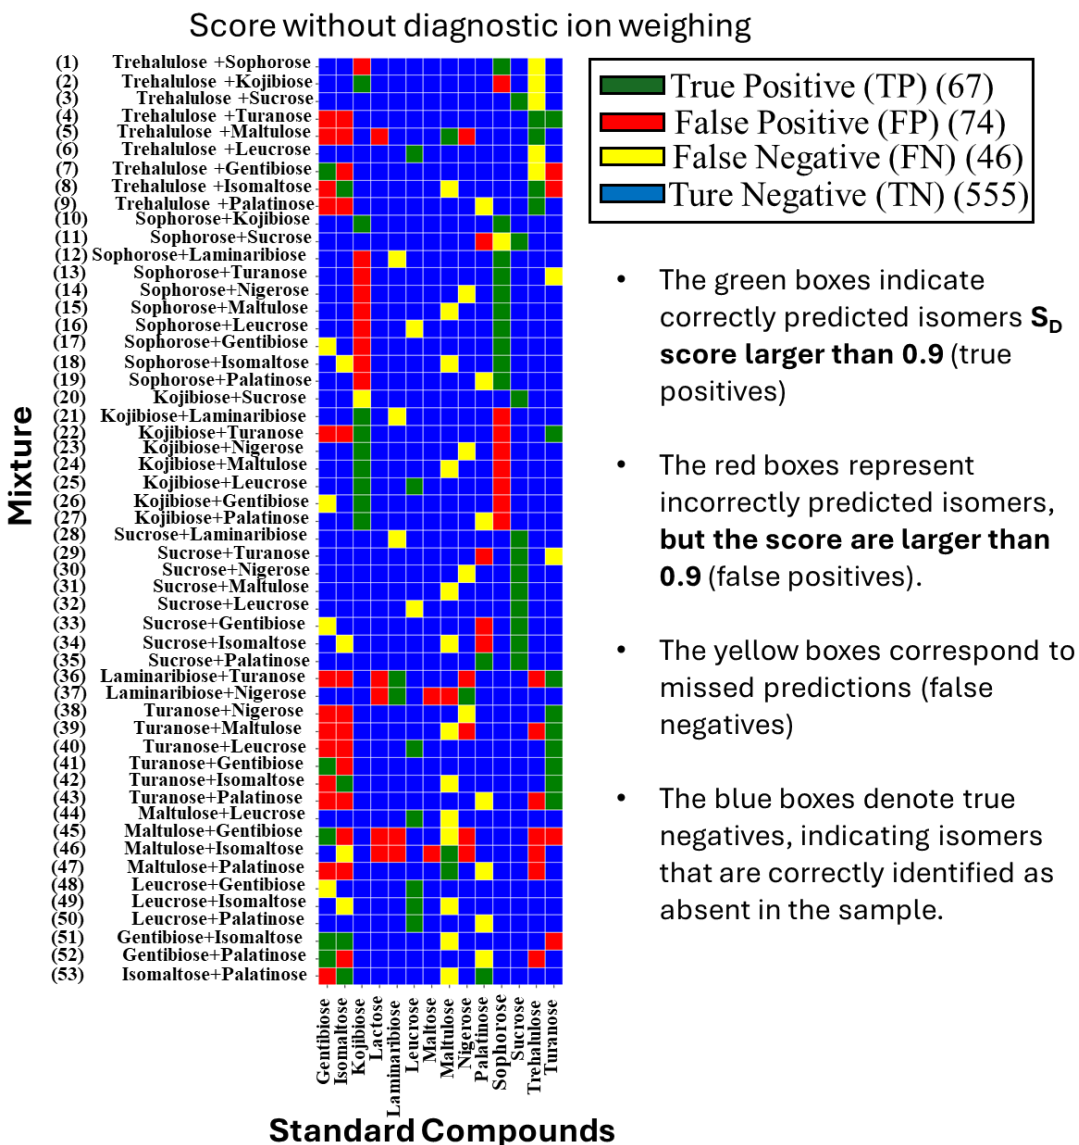 Score without diagnostic ion weighing
(1) Trehalulose +Sophorose
(2) Trehalulose +Kojibiose
(3) Trehalulose +Sucrose
(4) Trehalulose +Turanose
(5) Trehalulose +Maltulose
(6) Trehalulose +Leucrose
(7) Trehalulose +Gentibiose
(8) Trehalulose +Isomaltose
(9) Trehalulose +Palatinose
(10) Sophorose+Kojibiose
(11) Sophorose+Sucrose
(12) Sophorose+Laminaribiose
(13) Sophorose+Turanose
(14) Sophorose+Nigerose
(15) Sophorose+Maltulose
(16) Sophorose+Leucrose
(17) Sophorose+Gentibiose
(18) Sophorose+Isomaltose
(19) Sophorose+Palatinose
(20) Kojibiose+Sucrose
(21) Kojibiose+Laminaribiose
(22) Kojibiose+Turanose
(23) Kojibiose+Nigerose
(24) Kojibiose+Maltulose
(25) Kojibiose+Leucrose
(26) Kojibiose+Gentibiose
(27) Kojibiose+Palatinose
(28) Sucrose+Laminaribiose
(29) Sucrose+Turanose
(30) Sucrose+Nigerose
(31) Sucrose+Maltulose
(32) Sucrose+Leucrose
(33) Sucrose+Gentibiose
(34) Sucrose+Isomaltose
(35) Sucrose+Palatinose
(36) Laminaribiose+Turanose
(37) Laminaribiose+Nigerose
(38) Turanose+Nigerose
(39) Turanose+Maltulose
(40) Turanose+Leucrose
(41) Turanose+Gentibiose
(42) Turanose+Isomaltose
(43) Turanose+Palatinose
(44) Maltulose+Leucrose
(45) Maltulose+Gentibiose
(46) Maltulose+Isomaltose
(47) Maltulose+Palatinose
(48) Leucrose+Gentibiose
(49) Leucrose+Isomaltose
(50) Leucrose+Palatinose
(51) Gentibiose+Isomaltose
(52) Gentibiose+Palatinose
(53) Isomaltose+Palatinose
Mixture
Gentibiose
Isomaltose
Kojibiose
Lactose
Laminaribiose
Leucrose
Maltose
Maltulose
Nigerose
Palatinose
Sophorose
Sucrose
Trehalulose
Turanose
Standard Compounds
True Positive (TP) (67)
False Positive (FP) (74)
False Negative (FN) (46)
Ture Negative (TN) (555)
• The green boxes indicate
correctly predicted isomers S_D
score larger than 0.9 (true
positives)
• The red boxes represent
incorrectly predicted isomers,
but the score are larger than
0.9 (false positives).
• The yellow boxes correspond to
missed predictions (false
negatives)
• The blue boxes denote true
negatives, indicating isomers
that are correctly identified as
absent in the sample.